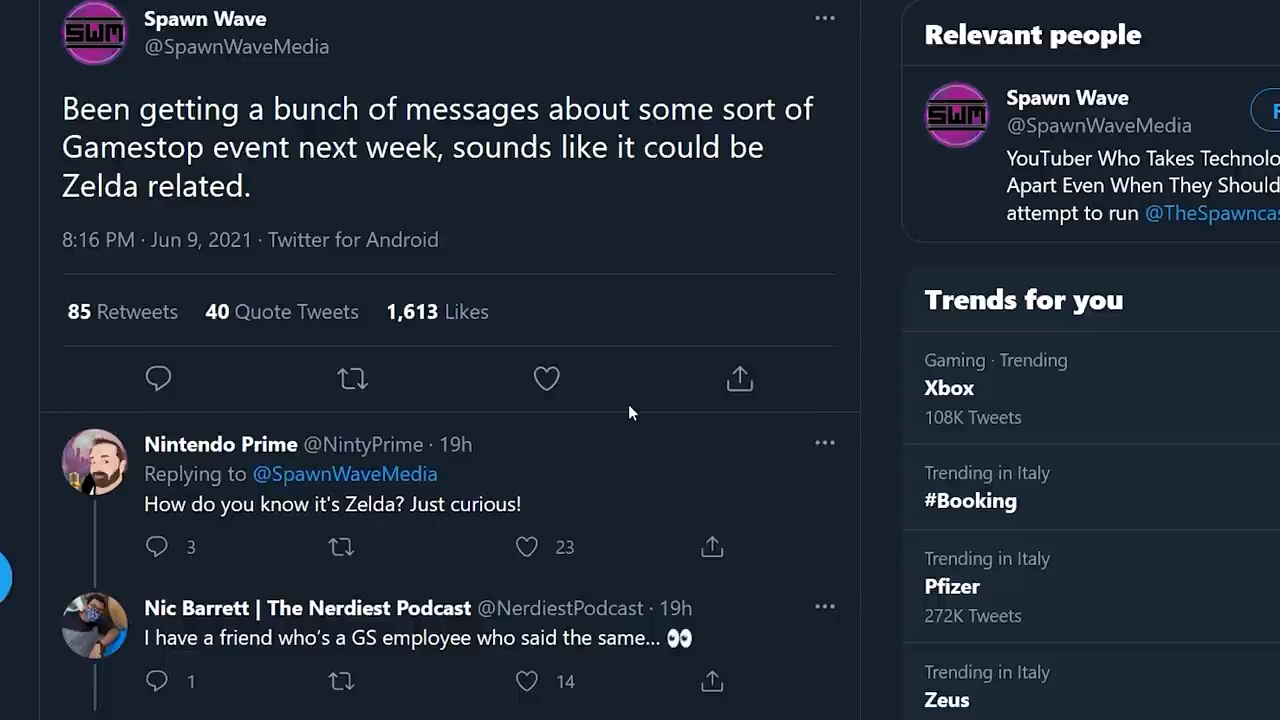 Spawn Wave
@SpawnWaveMedia
Been getting a bunch of messages about some sort of
Gamestop event next week, sounds like it could be
Zelda related.
8:16 PM · Jun 9, 2021 · Twitter for Android
85 Retweets 40 Quote Tweets 1,613 Likes
Nintendo Prime @NintyPrime · 19h
Replying to @SpawnWaveMedia
How do you know it's Zelda? Just curious!
3 23
Nic Barrett | The Nerdiest Podcast @NerdiestPodcast · 19h
I have a friend who's a GS employee who said the same... 👀
1 14
Relevant people
SWM
Spawn Wave
@SpawnWaveMedia
YouTuber Who Takes Technolo
Apart Even When They Should
attempt to run @TheSpawncas
Trends for you
Gaming · Trending
Xbox
108K Tweets
Trending in Italy
#Booking
Trending in Italy
Pfizer
272K Tweets
Trending in Italy
Zeus